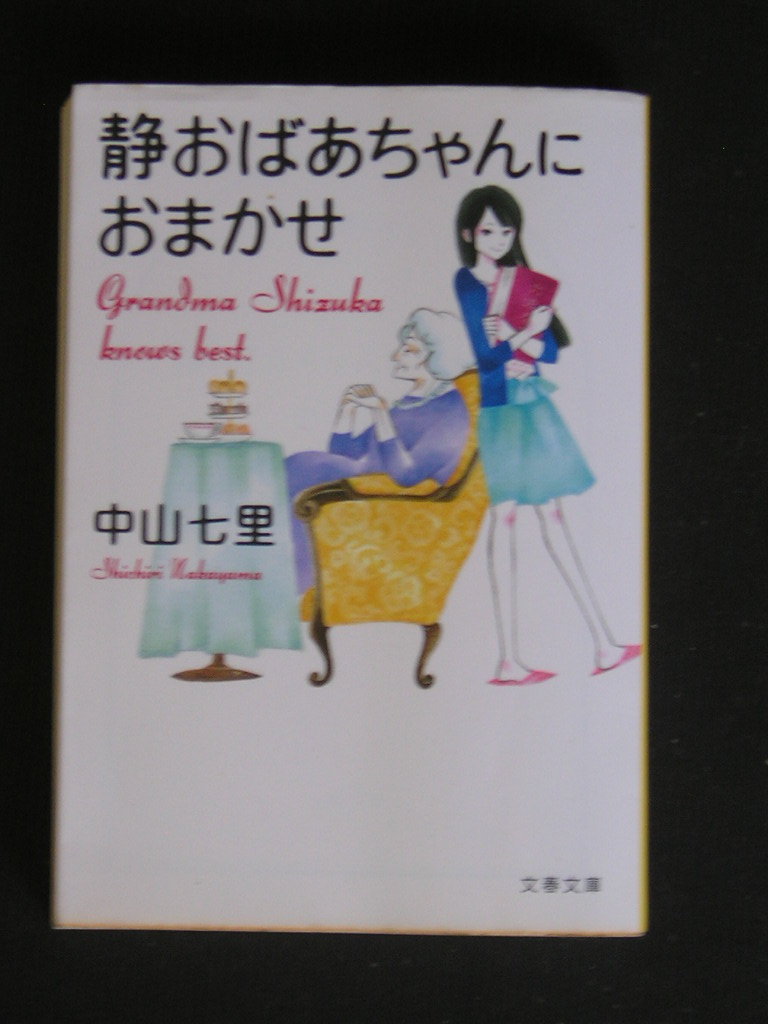 静おばあちゃんに
おまかせ
Grandma Shizuka
knows best.
中山七里
Shichiri Nakayama
文春文庫